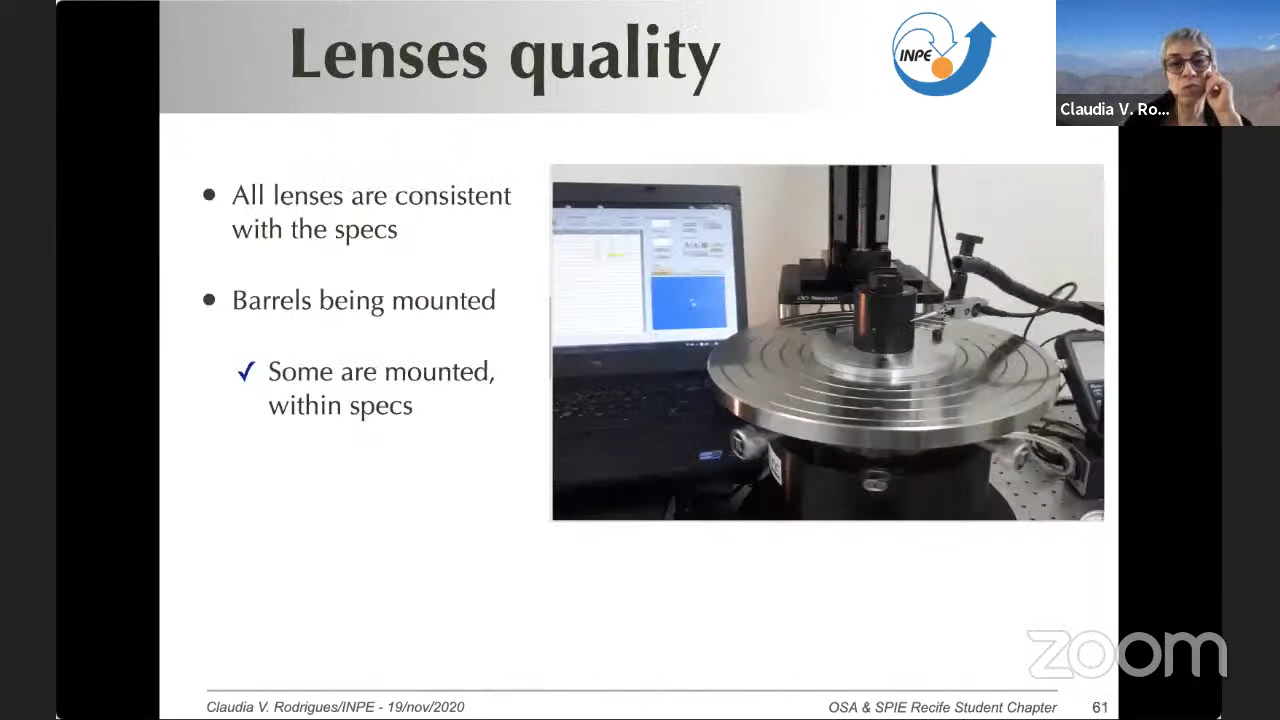 Lenses quality
INPE
Claudia V. Ro...
• All lenses are consistent
with the specs
• Barrels being mounted
✓ Some are mounted,
within specs
Newport
zoom
Claudia V. Rodrigues/INPE - 19/nov/2020
OSA & SPIE Recife Student Chapter
61